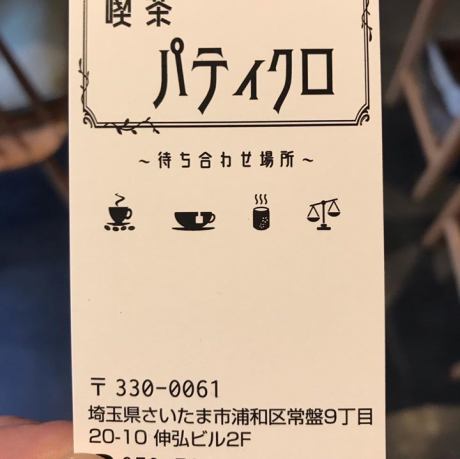 喫茶
パティクロ
～待ち合わせ場所～
〒 330-0061
埼玉県さいたま市浦和区常盤9丁目
20-10 伸弘ビル2F